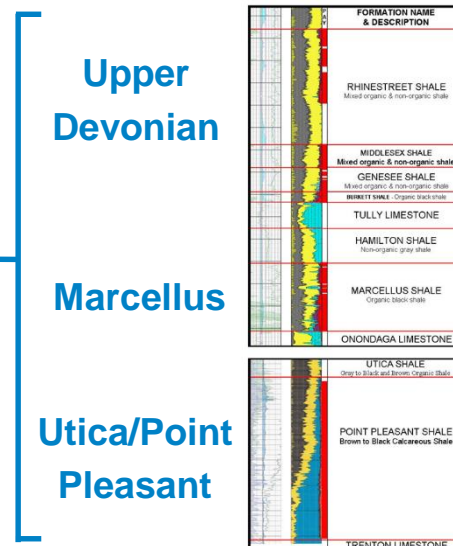 Upper
Devonian
Marcellus
Utica/Point
Pleasant
PAY
FORMATION NAME
& DESCRIPTION
RHINESTREET SHALE
Mixed organic & non-organic shale
MIDDLESEX SHALE
Mixed organic & non-organic shale
GENESEE SHALE
Mixed organic & non-organic shale
BURKETT SHALE - Organic black shale
TULLY LIMESTONE
HAMILTON SHALE
Non-organic gray shale
MARCELLUS SHALE
Organic black shale
ONONDAGA LIMESTONE
UTICA SHALE
Gray to Black and Brown Organic Shale
POINT PLEASANT SHALE
Brown to Black Calcareous Shale
TRENTON LIMESTONE